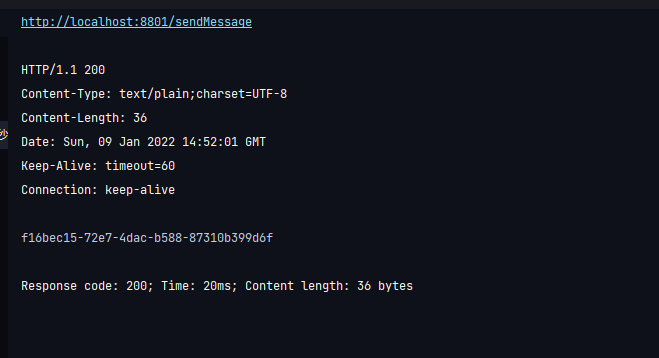 http://localhost:8801/sendMessage
HTTP/1.1 200
Content-Type: text/plain;charset=UTF-8
Content-Length: 36
Date: Sun, 09 Jan 2022 14:52:01 GMT
Keep-Alive: timeout=60
Connection: keep-alive
f16bec15-72e7-4dac-b588-87310b399d6f
Response code: 200; Time: 20ms; Content length: 36 bytes